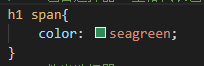 h1 span{
color: seagreen;
}